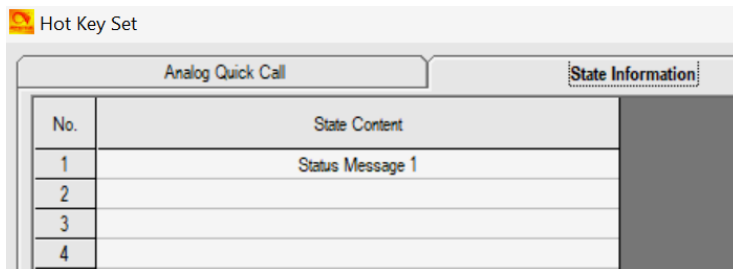 Hot Key Set
Analog Quick Call State Information
No. State Content
1 Status Message 1
2
3
4